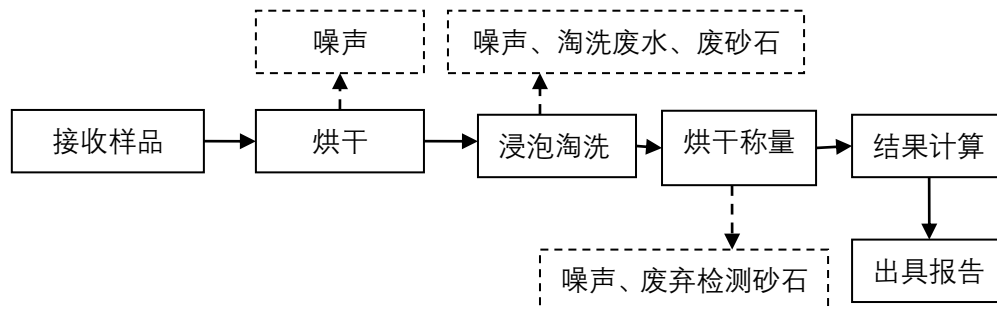 噪声
噪声、淘洗废水、废砂石
接收样品
烘干
浸泡淘洗
烘干称量
结果计算
噪声、废弃检测砂石
出具报告